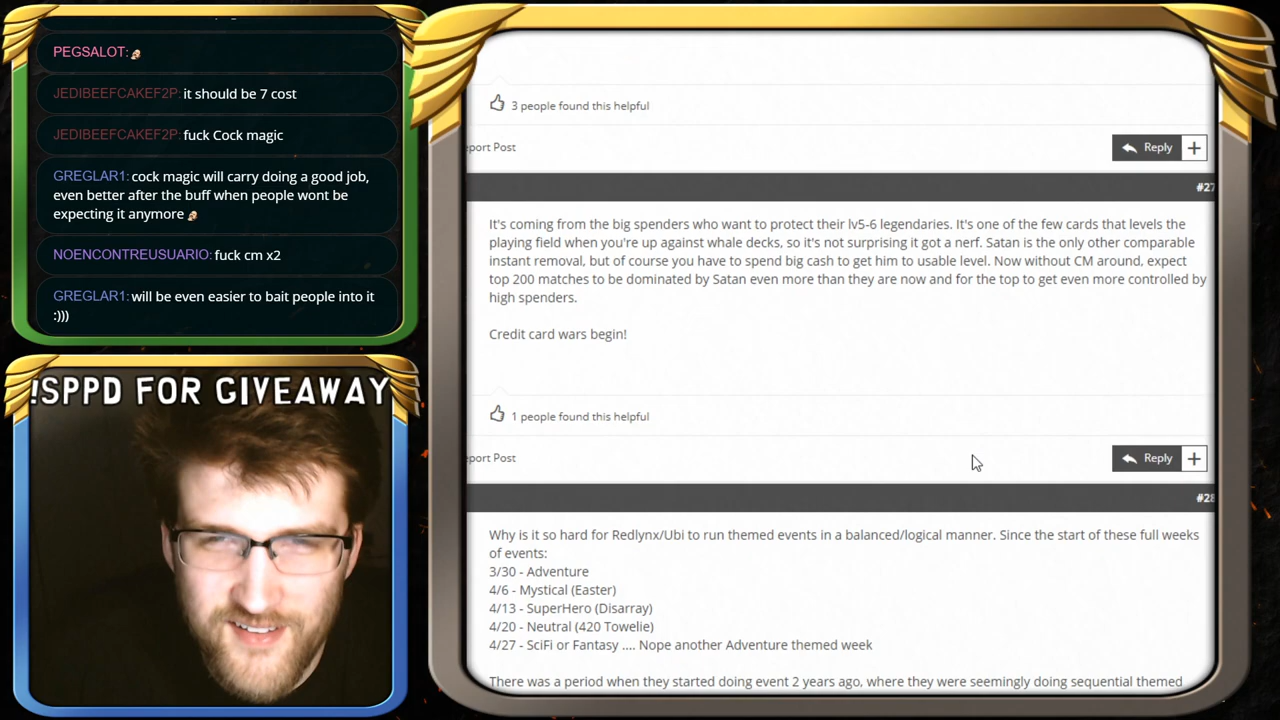 PEGSALOT:
JEDIBEEFCAKEF2P: it should be 7 cost
JEDIBEEFCAKEF2P: fuck Cock magic
GREGLAR1: cock magic will carry doing a good job,
even better after the buff when people wont be
expecting it anymore
NOENCONTREUSUARIO: fuck cm x2
GREGLAR1: will be even easier to bait people into it
:)))
!SPPD FOR GIVEAWAY
3 people found this helpful
port Post
Reply
+
#27
It's coming from the big spenders who want to protect their lv5-6 legendaries. It's one of the few cards that levels the
playing field when you're up against whale decks, so it's not surprising it got a nerf. Satan is the only other comparable
instant removal, but of course you have to spend big cash to get him to usable level. Now without CM around, expect
top 200 matches to be dominated by Satan even more than they are now and for the top to get even more controlled by
high spenders.
Credit card wars begin!
1 people found this helpful
port Post
Reply
+
#28
Why is it so hard for Redlynx/Ubi to run themed events in a balanced/logical manner. Since the start of these full weeks
of events:
3/30 - Adventure
4/6 - Mystical (Easter)
4/13 - SuperHero (Disarray)
4/20 - Neutral (420 Towelie)
4/27 - SciFi or Fantasy .... Nope another Adventure themed week
There was a period when they started doing event 2 years ago, where they were seemingly doing sequential themed